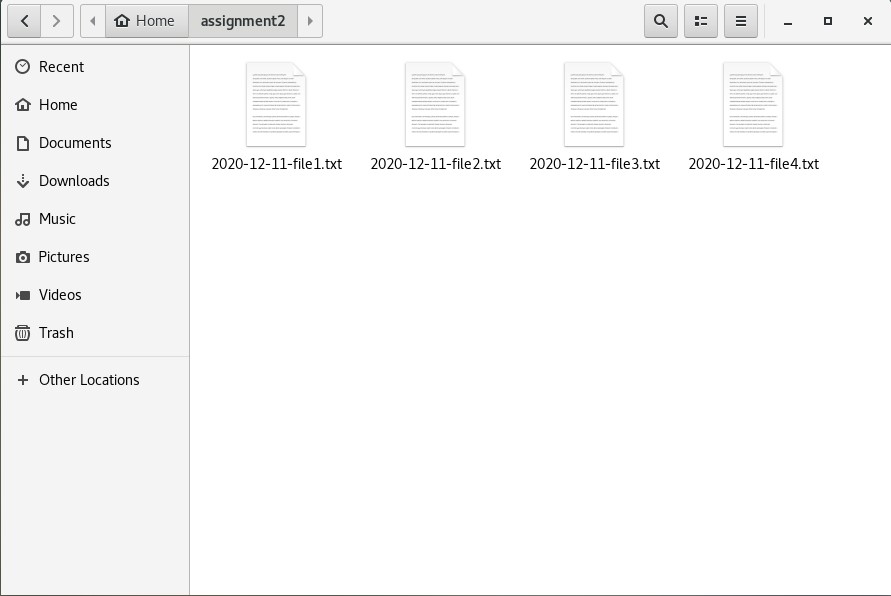 Home assignment2
Recent
Home
Documents
Downloads
Music
Pictures
Videos
Trash
Other Locations
2020-12-11-file1.txt 2020-12-11-file2.txt 2020-12-11-file3.txt 2020-12-11-file4.txt